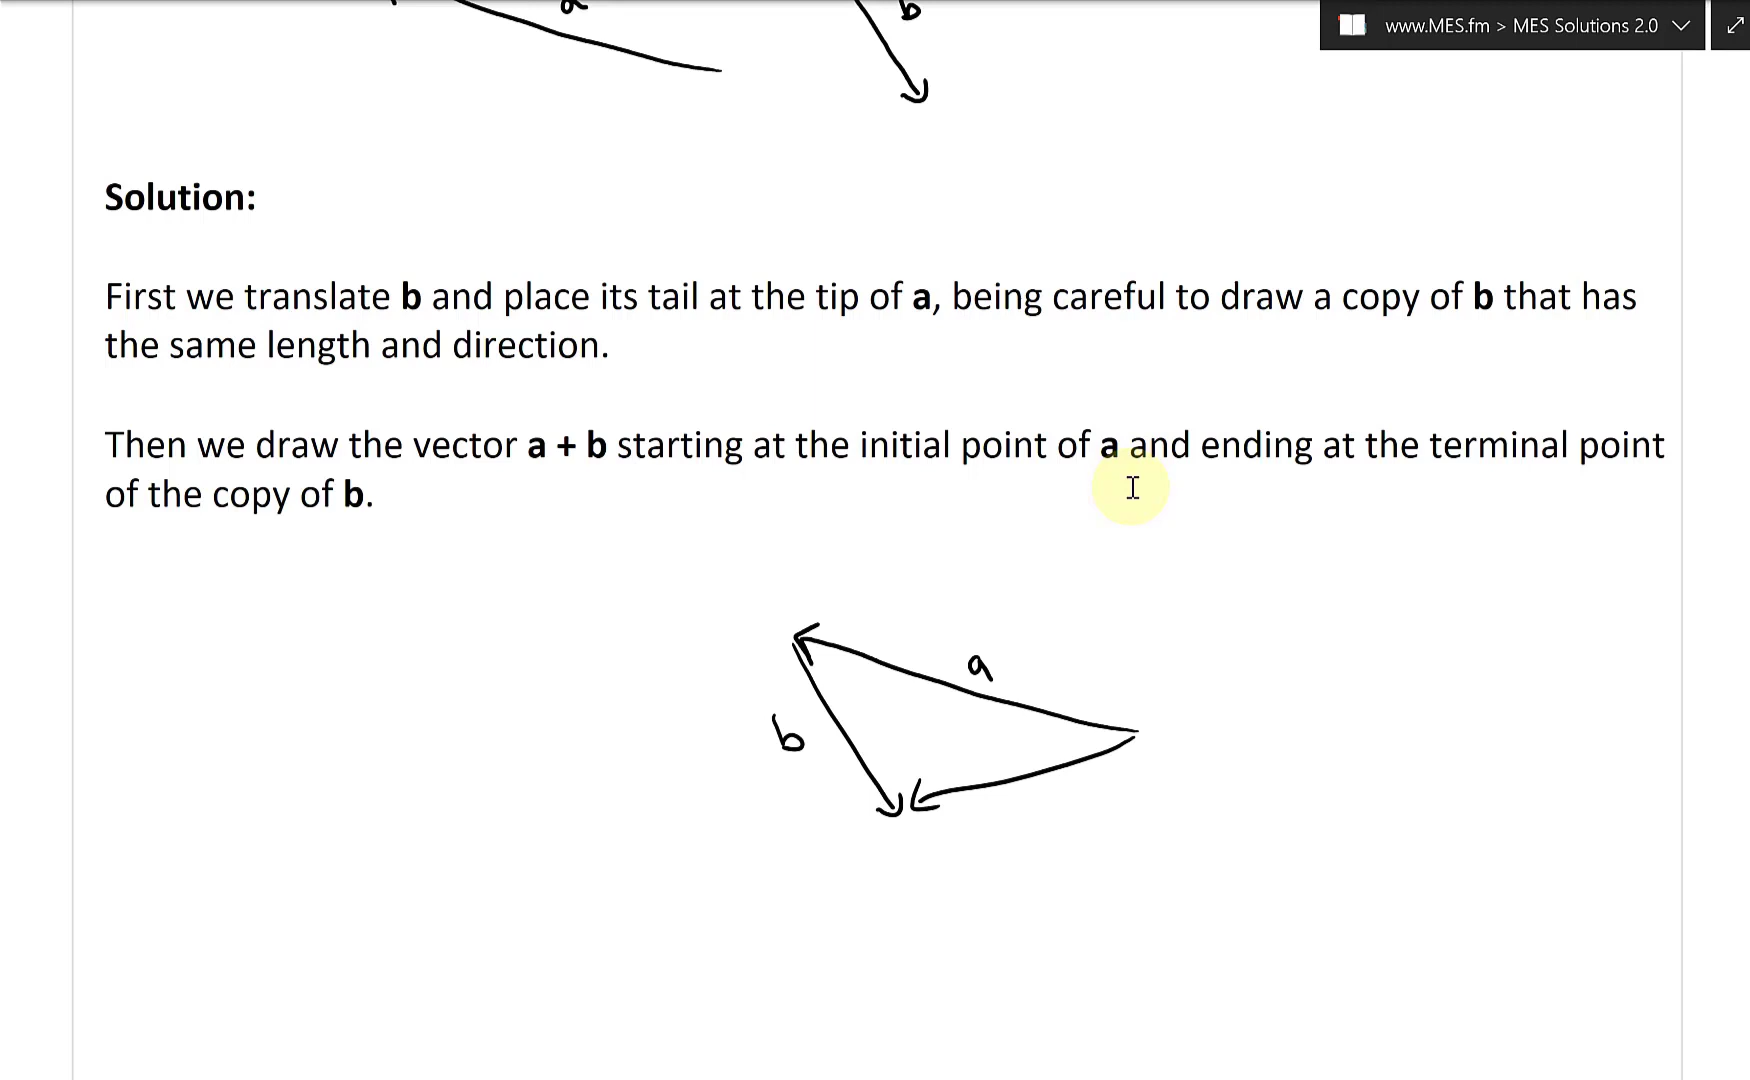 a b
www.MES.fm > MES Solutions 2.0
Solution:
First we translate b and place its tail at the tip of a, being careful to draw a copy of b that has
the same length and direction.
Then we draw the vector a + b starting at the initial point of a and ending at the terminal point
of the copy of b.
a
b